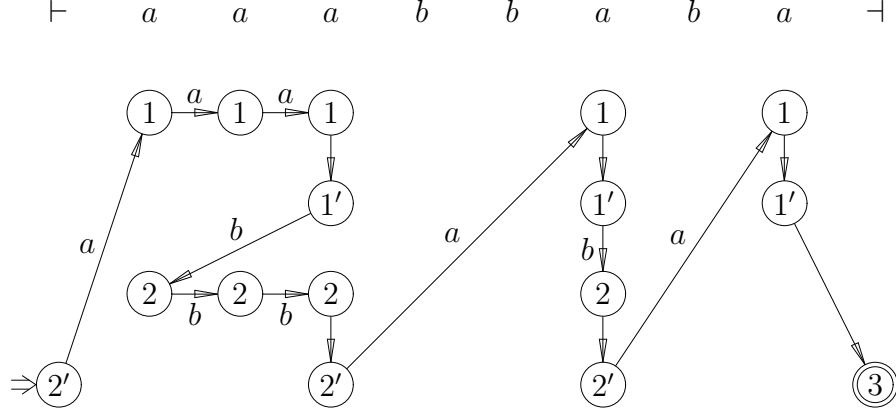 ⊢ a a a b b a b a ⊣
1 a 1 a 1 1 1
1′ 1′ 1′
a b a b a
2 2 2 2
b b
⇒ 2′ 2′ 2′ 3